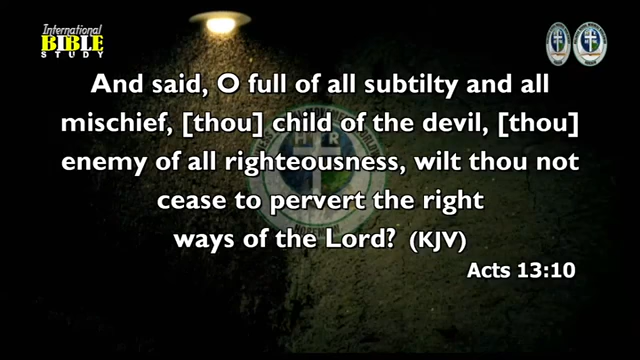 International
BIBLE
STUDY
And said, O full of all subtilty and all
mischief, [thou] child of the devil, [thou]
enemy of all righteousness, wilt thou not
cease to pervert the right
ways of the Lord? (KJV)
Acts 13:10